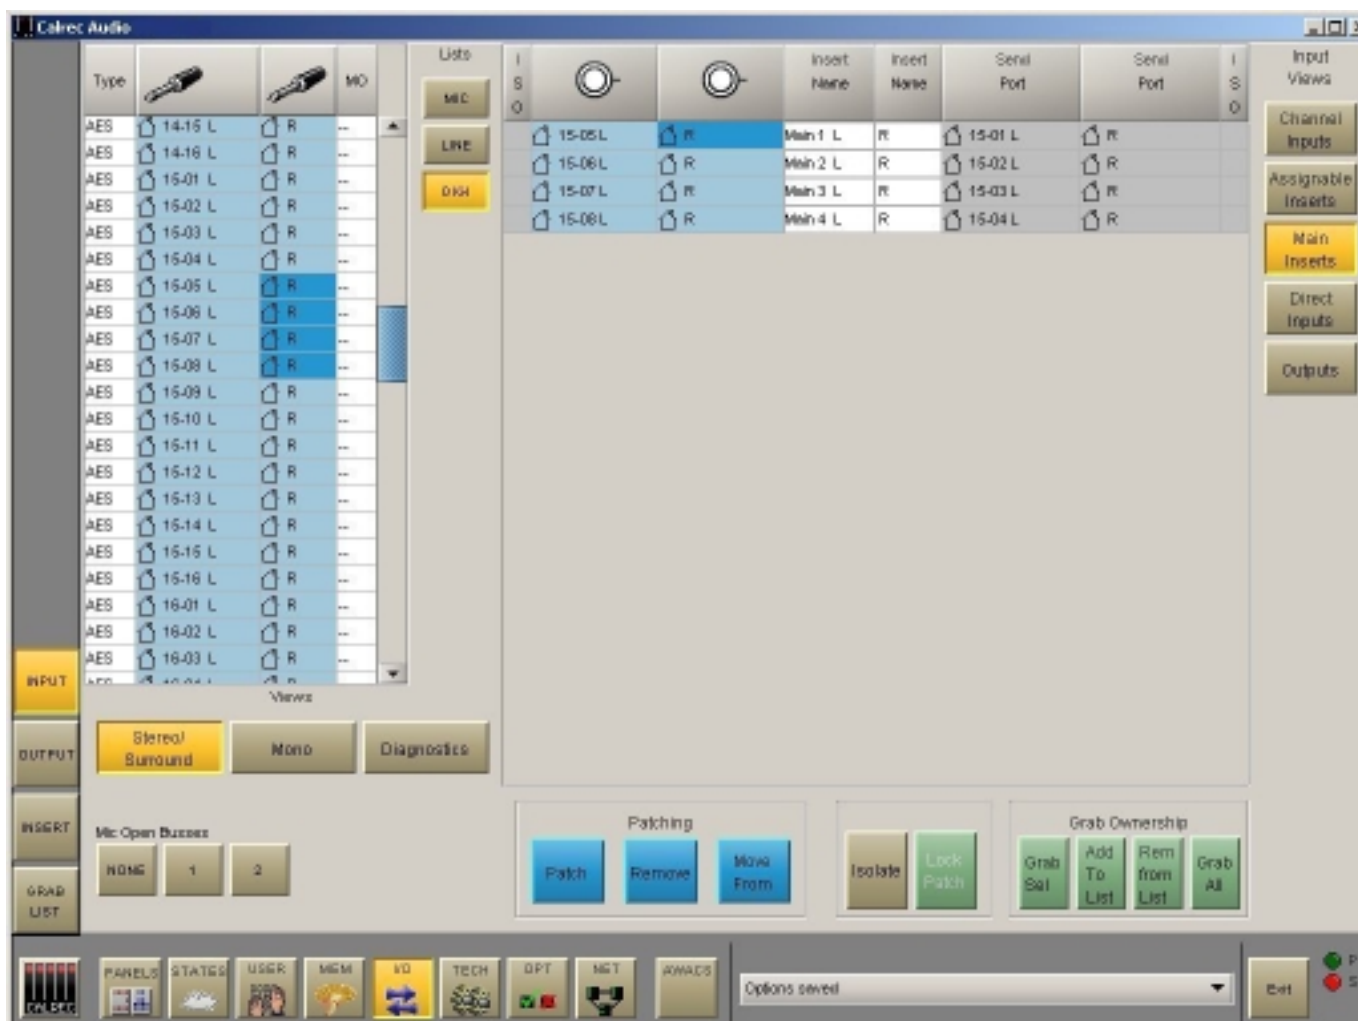 Calrec Audio
Type MO
AES 14-15 L R --
AES 14-16 L R --
AES 15-01 L R --
AES 15-02 L R --
AES 15-03 L R --
AES 15-04 L R --
AES 15-05 L R --
AES 15-06 L R --
AES 15-07 L R --
AES 15-08 L R --
AES 15-09 L R --
AES 15-10 L R --
AES 15-11 L R --
AES 15-12 L R --
AES 15-13 L R --
AES 15-14 L R --
AES 15-15 L R --
AES 15-16 L R --
AES 16-01 L R --
AES 16-02 L R --
AES 16-03 L R --
Views
Stereo/
Surround
Mono
Diagnostics
Mic Open Busses
NONE 1 2
Lists
MIC
LINE
DIGI
I
S
O
Insert
Name
Insert
Name
Send
Port
Send
Port
I
S
O
15-05 L R Main 1 L R 15-01 L R
15-06 L R Main 2 L R 15-02 L R
15-07 L R Main 3 L R 15-03 L R
15-08 L R Main 4 L R 15-04 L R
Input
Views
Channel
Inputs
Assignable
Inserts
Main
Inserts
Direct
Inputs
Outputs
Patching
Patch
Remove
Move
From
Isolate
Lock
Patch
Grab Ownership
Grab
Sel
Add
To
List
Rem
from
List
Grab
All
INPUT
OUTPUT
INSERT
GRAB
LIST
CALREC
PANELS STATES USER MEM I/O TECH OPT NET AWACS
Options saved
Exit
P
S